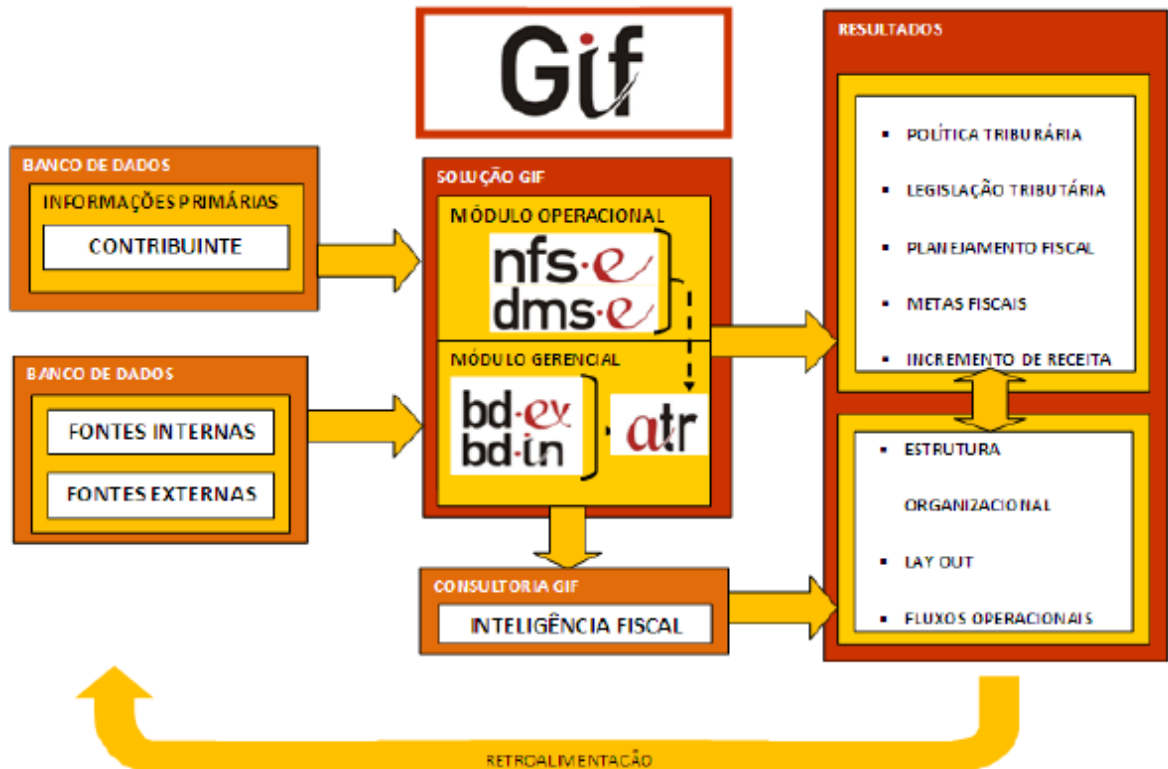 Gif
BANCO DE DADOS
INFORMAÇÕES PRIMÁRIAS
CONTRIBUINTE
BANCO DE DADOS
FONTES INTERNAS
FONTES EXTERNAS
SOLUÇÃO GIF
MÓDULO OPERACIONAL
nfs·e
dms·e
MÓDULO GERENCIAL
bd·ex
bd·in
atr
CONSULTORIA GIF
INTELIGÊNCIA FISCAL
RESULTADOS
▪ POLÍTICA TRIBURÁRIA
▪ LEGISLAÇÃO TRIBUTÁRIA
▪ PLANEJAMENTO FISCAL
▪ METAS FISCAIS
▪ INCREMENTO DE RECEITA
▪ ESTRUTURA
ORGANIZACIONAL
▪ LAY OUT
▪ FLUXOS OPERACIONAIS
RETROALIMENTAÇÃO